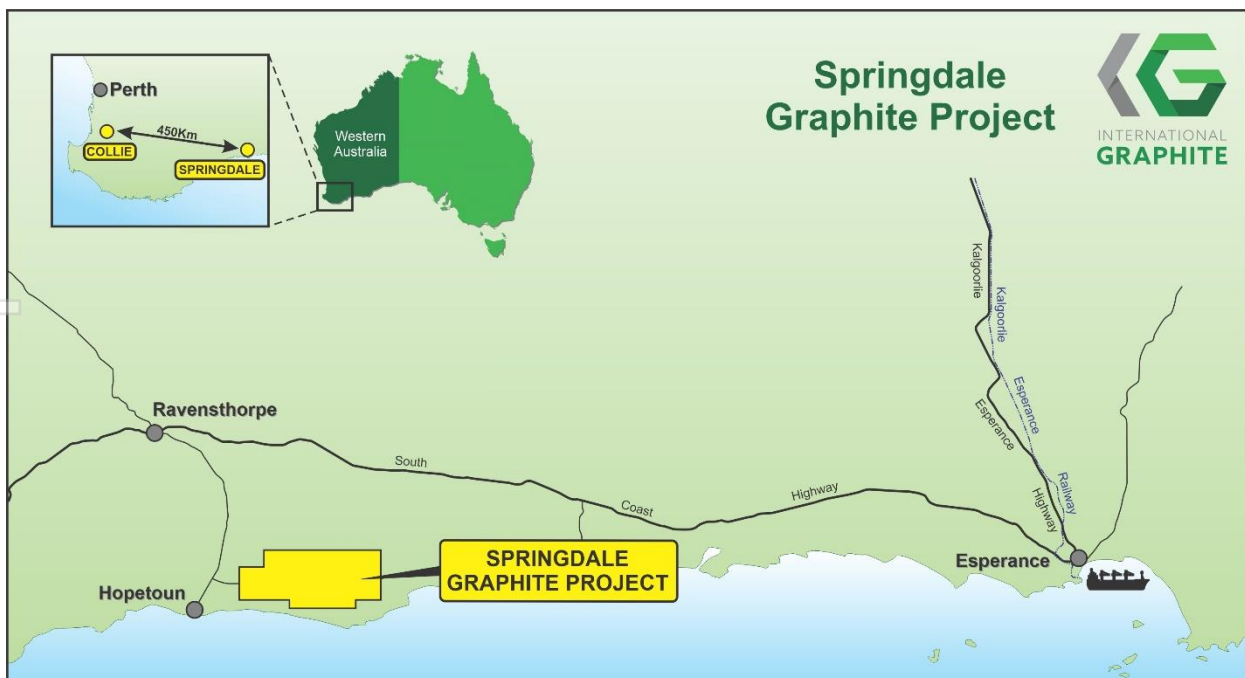 Perth
450Km
COLLIE
SPRINGDALE
Western
Australia
Springdale
Graphite Project
INTERNATIONAL
GRAPHITE
Kalgoorlie
Kalgoorlie
Esperance
Esperance
Railway
Highway
Ravensthorpe
South
Coast
Highway
Esperance
SPRINGDALE
GRAPHITE PROJECT
Hopetoun